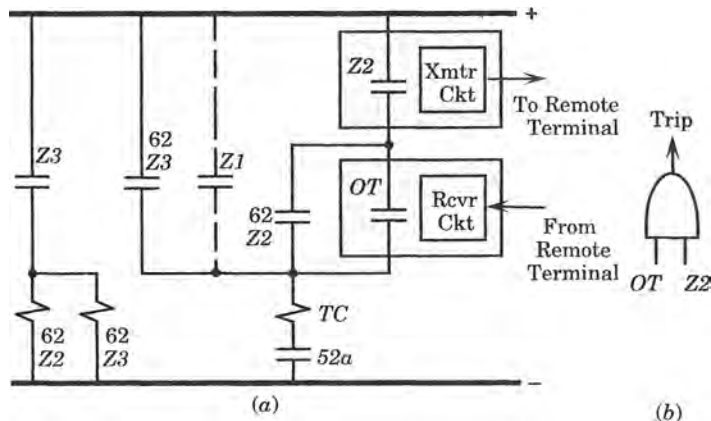 +
Z2
Xmtr
Ckt
To Remote
Terminal
Trip
Z3
62
Z3
Z1
62
Z2
OT
Rcvr
Ckt
From
Remote
Terminal
OT
Z2
62
Z2
62
Z3
TC
52a
−
(a)
(b)